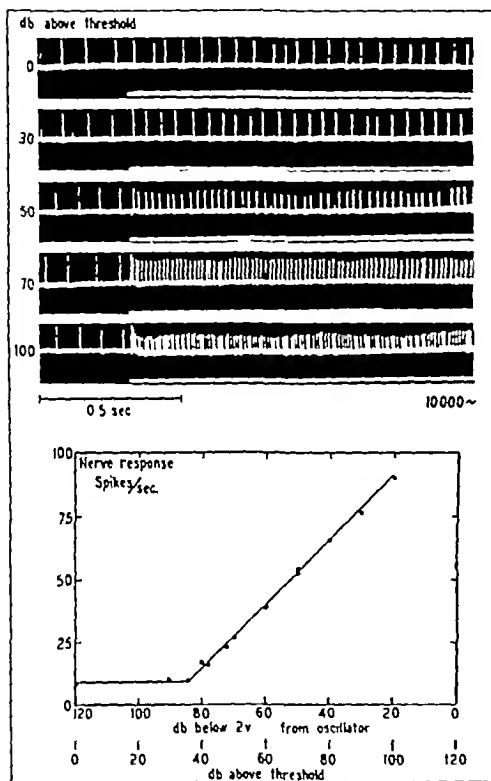 db above threshold
0
30
50
70
100
0.5 sec
10000~
100
Nerve response
Spikes/sec.
75
50
25
120 100 80 60 40 20 0
db below 2v from oscillator
0 20 40 60 80 100 120
db above threshold